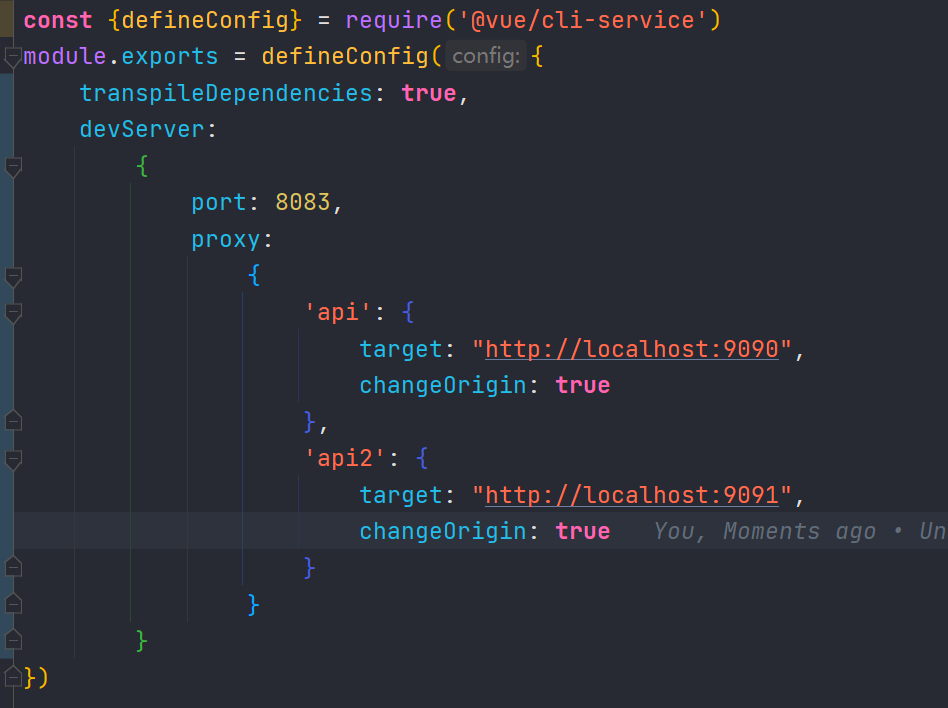 const {defineConfig} = require('@vue/cli-service')
module.exports = defineConfig( config: {
    transpileDependencies: true,
    devServer:
        {
            port: 8083,
            proxy:
                {
                    'api': {
                        target: "http://localhost:9090",
                        changeOrigin: true
                    },
                    'api2': {
                        target: "http://localhost:9091",
                        changeOrigin: true    You, Moments ago • Un
                    }
                }
        }
})